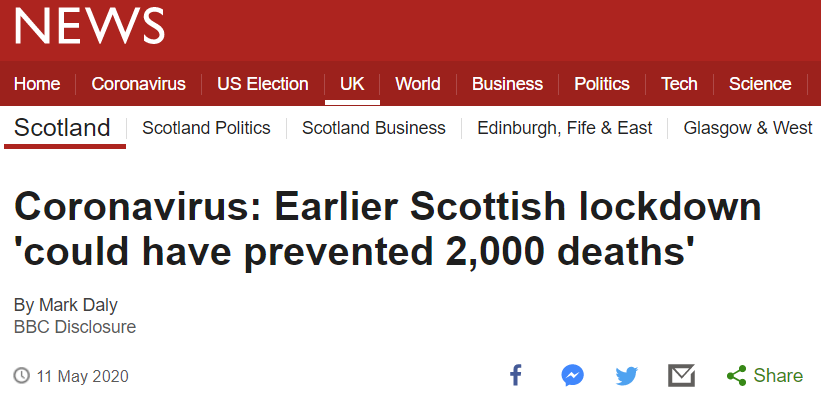 NEWS
Home Coronavirus US Election UK World Business Politics Tech Science
Scotland Scotland Politics Scotland Business Edinburgh, Fife & East Glasgow & West
Coronavirus: Earlier Scottish lockdown
'could have prevented 2,000 deaths'
By Mark Daly
BBC Disclosure
11 May 2020 Share